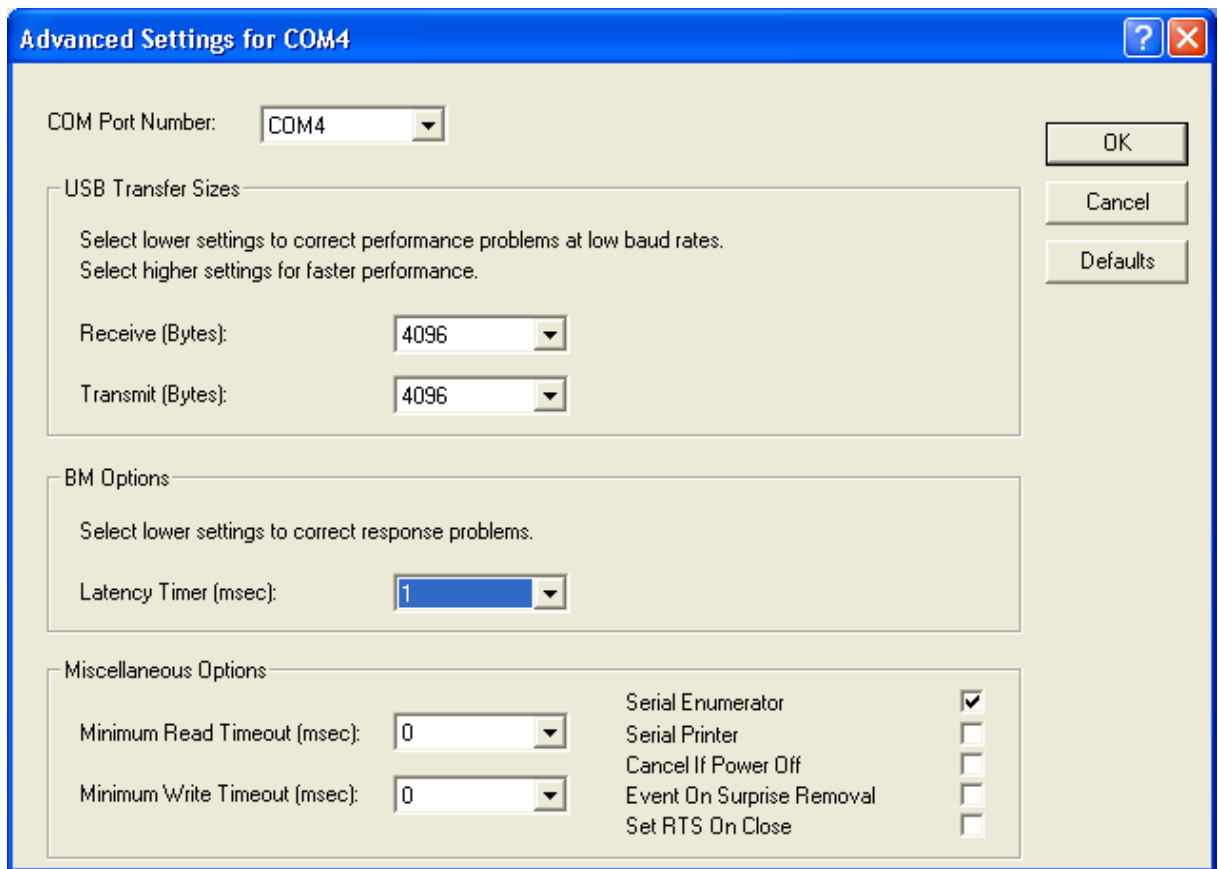 Advanced Settings for COM4
COM Port Number: COM4
OK
USB Transfer Sizes
Cancel
Select lower settings to correct performance problems at low baud rates.
Select higher settings for faster performance.
Defaults
Receive (Bytes): 4096
Transmit (Bytes): 4096
BM Options
Select lower settings to correct response problems.
Latency Timer (msec): 1
Miscellaneous Options
Minimum Read Timeout (msec): 0
Minimum Write Timeout (msec): 0
Serial Enumerator
Serial Printer
Cancel If Power Off
Event On Surprise Removal
Set RTS On Close